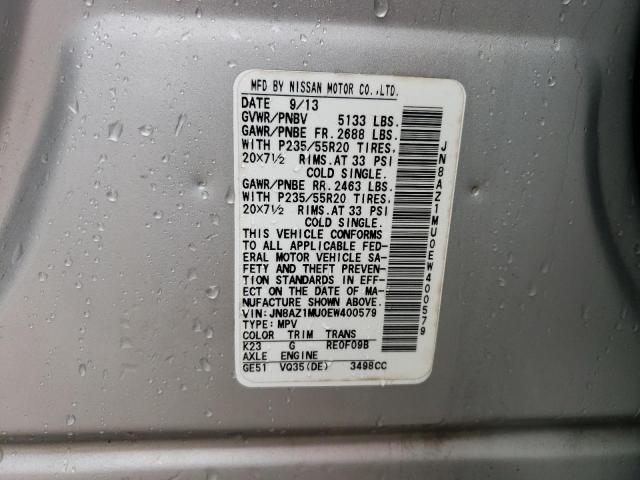 MFD BY NISSAN MOTOR CO.,LTD.
DATE 9/13
GVWR/PNBV 5133 LBS.
GAWR/PNBE FR. 2688 LBS.
WITH P235/55R20 TIRES,
20×7½ RIMS.AT 33 PSI
COLD SINGLE.
GAWR/PNBE RR. 2463 LBS.
WITH P235/55R20 TIRES,
20×7½ RIMS.AT 33 PSI
COLD SINGLE.
THIS VEHICLE CONFORMS
TO ALL APPLICABLE FED-
ERAL MOTOR VEHICLE SA-
FETY AND THEFT PREVEN-
TION STANDARDS IN EFF-
ECT ON THE DATE OF MA-
NUFACTURE SHOWN ABOVE.
VIN: JN8AZ1MU0EW400579
TYPE: MPV
COLOR TRIM TRANS
K23 G RE0F09B
AXLE ENGINE
GE51 VQ35(DE) 3498CC
JN8AZ1MU0EW400579